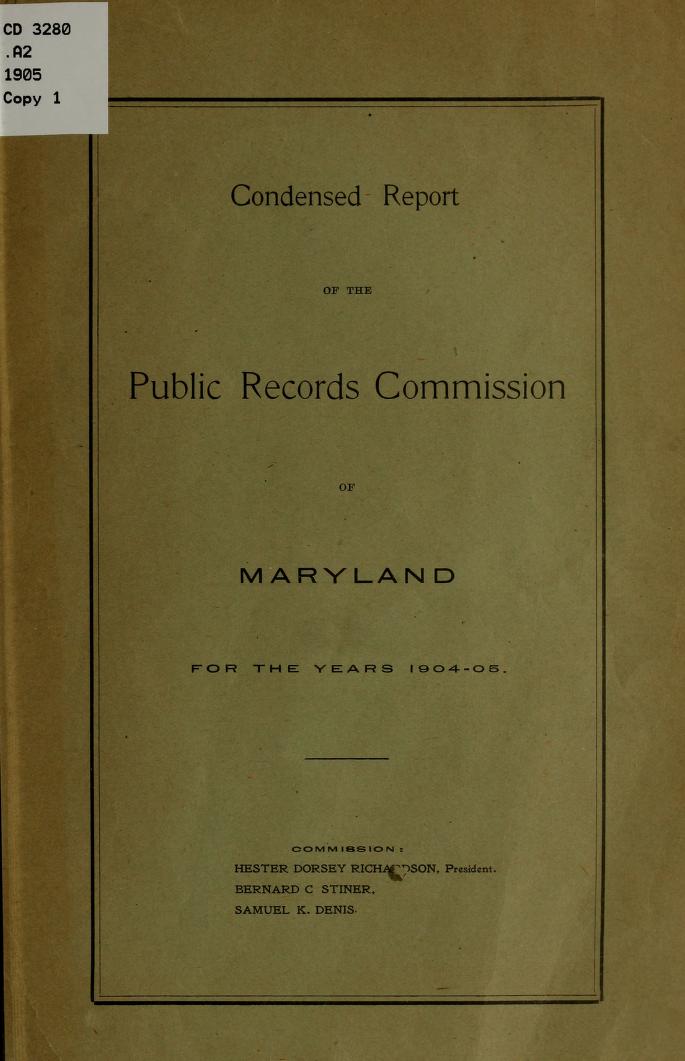 CD 3280
.A2
1905
Copy 1
Condensed Report
OF THE
Public Records Commission
OF
MARYLAND
FOR THE YEARS 1904-05.
COMMISSION:
HESTER DORSEY RICHARDSON, President.
BERNARD C STINER,
SAMUEL K. DENIS.